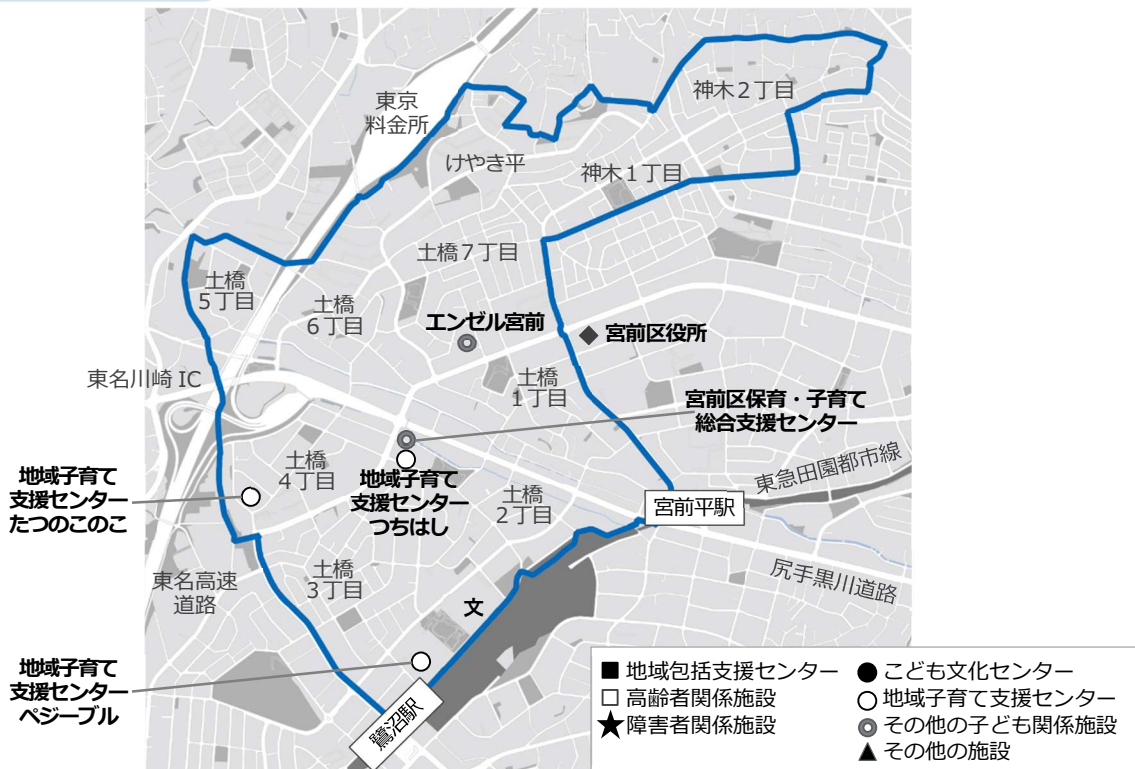 神木2丁目
東京
料金所
けやき平
神木1丁目
土橋7丁目
土橋
5丁目
土橋
6丁目
エンゼル宮前
◆ 宮前区役所
東名川崎 IC
土橋
1丁目
宮前区保育・子育て
総合支援センター
東急田園都市線
地域子育て
支援センター
たつのこのこ
土橋
4丁目
地域子育て
支援センター
つちはし
土橋
2丁目
宮前平駅
尻手黒川道路
東名高速
道路
土橋
3丁目
文
地域子育て
支援センター
ペジーブル
鷺沼駅
■ 地域包括支援センター
□ 高齢者関係施設
★ 障害者関係施設
● こども文化センター
○ 地域子育て支援センター
◎ その他の子ども関係施設
▲ その他の施設